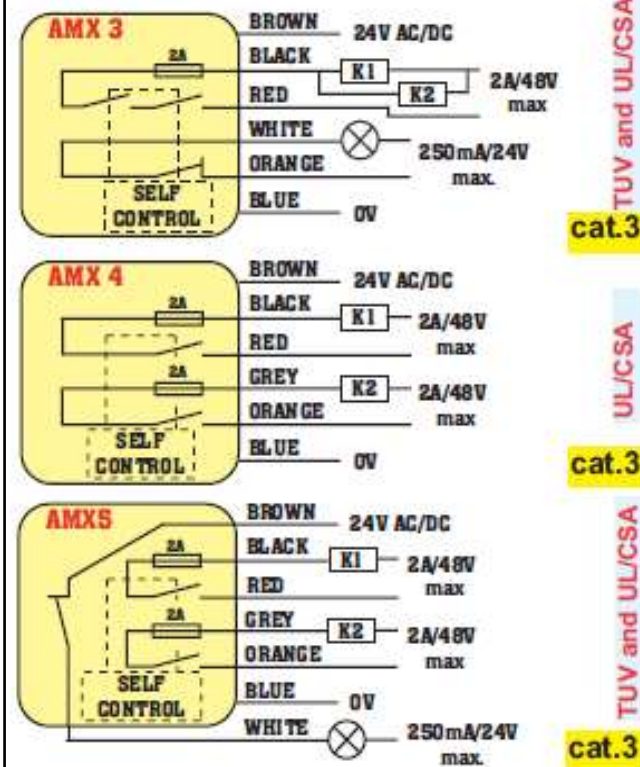 AMX 3
BROWN 24V AC/DC
2A BLACK K1
K2 2A/48V max
RED
WHITE
250mA/24V max.
ORANGE
SELF CONTROL
BLUE 0V
TUV and UL/CSA
cat.3
AMX 4
BROWN 24V AC/DC
2A BLACK K1 2A/48V max
RED
2A GREY K2 2A/48V max
ORANGE
SELF CONTROL
BLUE 0V
UL/CSA
cat.3
AMX5
BROWN 24V AC/DC
2A BLACK K1 2A/48V max
RED
2A GREY K2 2A/48V max
ORANGE
SELF CONTROL
BLUE 0V
WHITE 250mA/24V max.
TUV and UL/CSA
cat.3